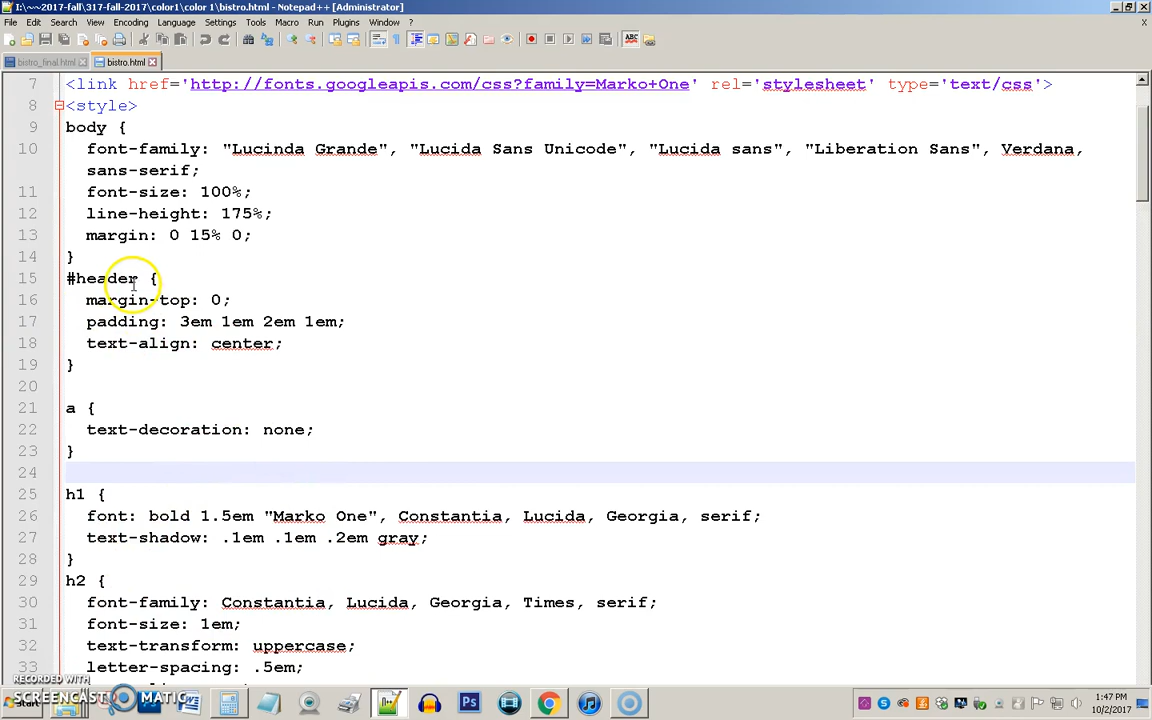 I:\~~2017-fall\317-fall-2017\color1\color 1\bistro.html - Notepad++ [Administrator]
File Edit Search View Encoding Language Settings Tools Macro Run Plugins Window ?
ABC
bistro_final.html bistro.html
7 <link href='http://fonts.googleapis.com/css?family=Marko+One' rel='stylesheet' type='text/css'>
8 <style>
9 body {
10 font-family: "Lucinda Grande", "Lucida Sans Unicode", "Lucida sans", "Liberation Sans", Verdana,
sans-serif;
11 font-size: 100%;
12 line-height: 175%;
13 margin: 0 15% 0;
14 }
15 #header {
16 margin-top: 0;
17 padding: 3em 1em 2em 1em;
18 text-align: center;
19 }
20
21 a {
22 text-decoration: none;
23 }
24
25 h1 {
26 font: bold 1.5em "Marko One", Constantia, Lucida, Georgia, serif;
27 text-shadow: .1em .1em .2em gray;
28 }
29 h2 {
30 font-family: Constantia, Lucida, Georgia, Times, serif;
31 font-size: 1em;
32 text-transform: uppercase;
33 letter-spacing: .5em;
RECORDED WITH
SCREENCAST MATIC
Start
Ps
1:47 PM
10/2/2017